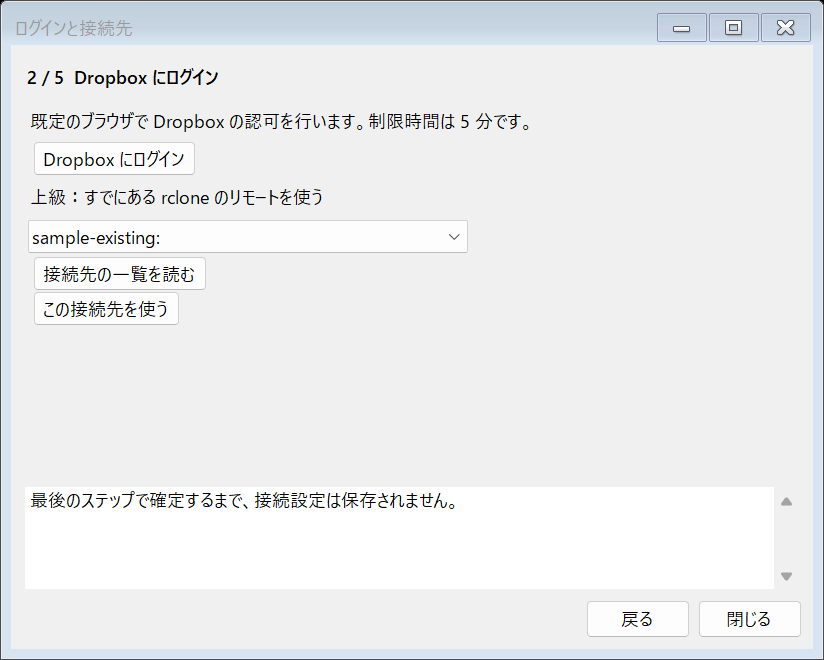 ログインと接続先
2 / 5 Dropbox にログイン
既定のブラウザで Dropbox の認可を行います。制限時間は 5 分です。
Dropbox にログイン
上級：すでにある rclone のリモートを使う
sample-existing:
接続先の一覧を読む
この接続先を使う
最後のステップで確定するまで、接続設定は保存されません。
戻る
閉じる